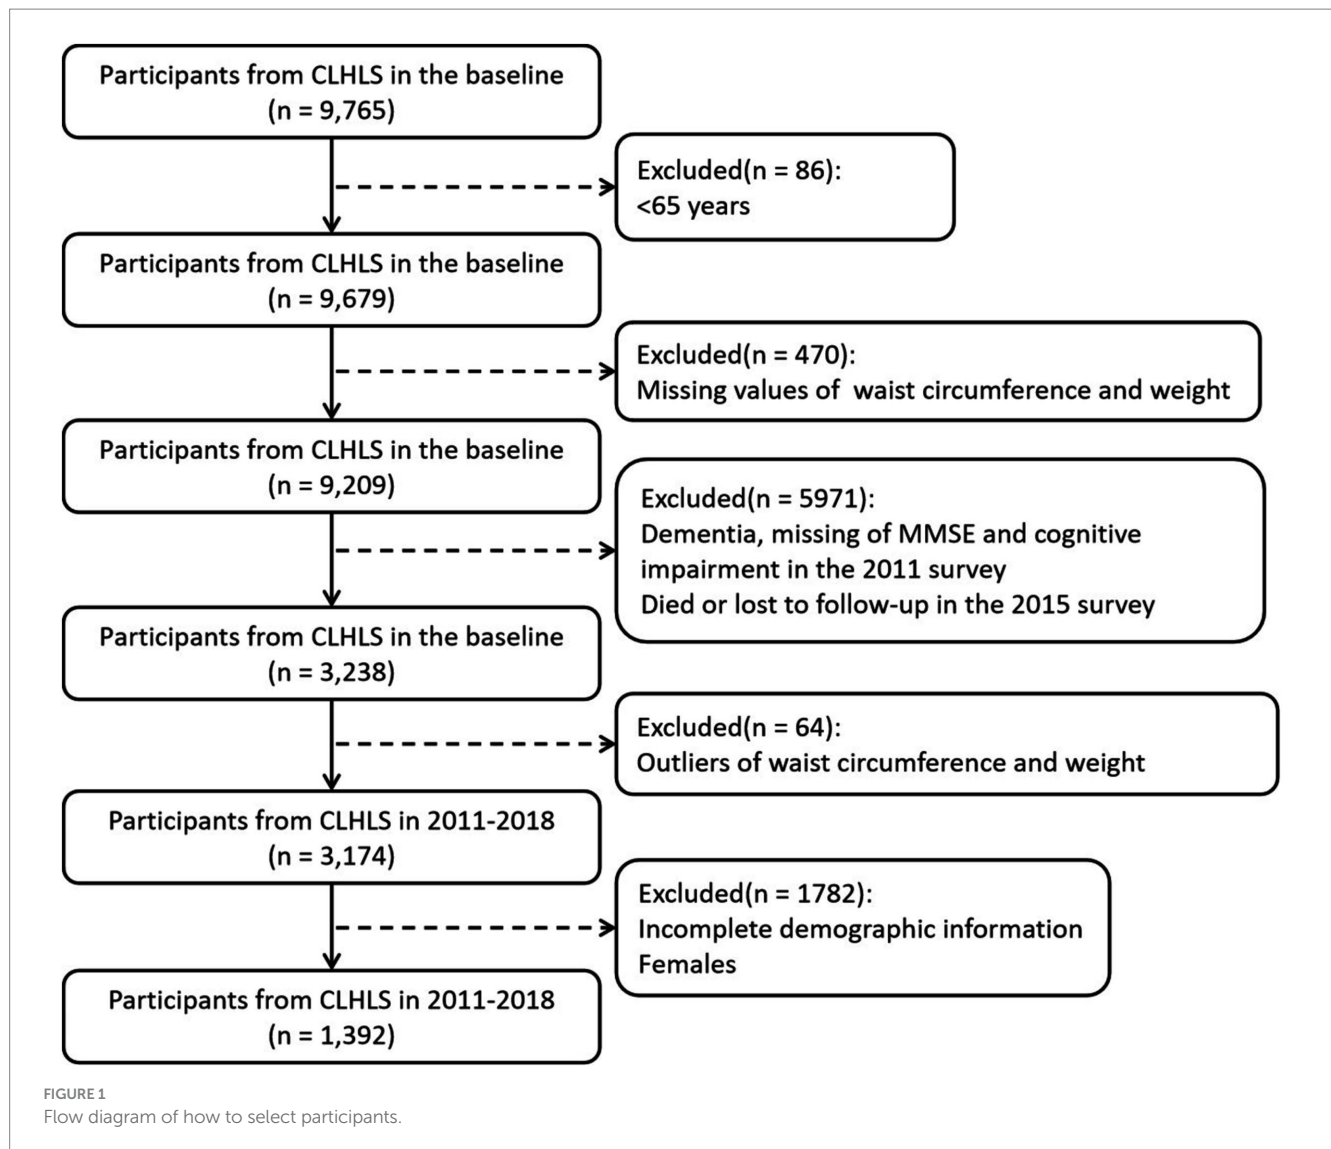 Participants from CLHLS in the baseline
(n = 9,765)
Excluded(n = 86):
<65 years
Participants from CLHLS in the baseline
(n = 9,679)
Excluded(n = 470):
Missing values of waist circumference and weight
Participants from CLHLS in the baseline
(n = 9,209)
Excluded(n = 5971):
Dementia, missing of MMSE and cognitive
impairment in the 2011 survey
Died or lost to follow-up in the 2015 survey
Participants from CLHLS in the baseline
(n = 3,238)
Excluded(n = 64):
Outliers of waist circumference and weight
Participants from CLHLS in 2011-2018
(n = 3,174)
Excluded(n = 1782):
Incomplete demographic information
Females
Participants from CLHLS in 2011-2018
(n = 1,392)
FIGURE 1
Flow diagram of how to select participants.